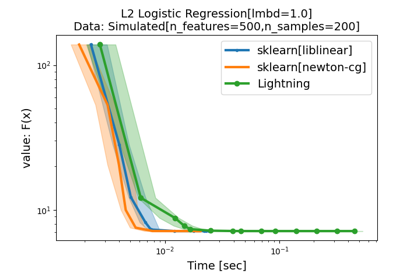 L2 Logistic Regression[lmbd=1.0]
Data: Simulated[n_features=500,n_samples=200]
value: F(x)
10²
10¹
sklearn[liblinear]
sklearn[newton-cg]
Lightning
10⁻²
10⁻¹
Time [sec]